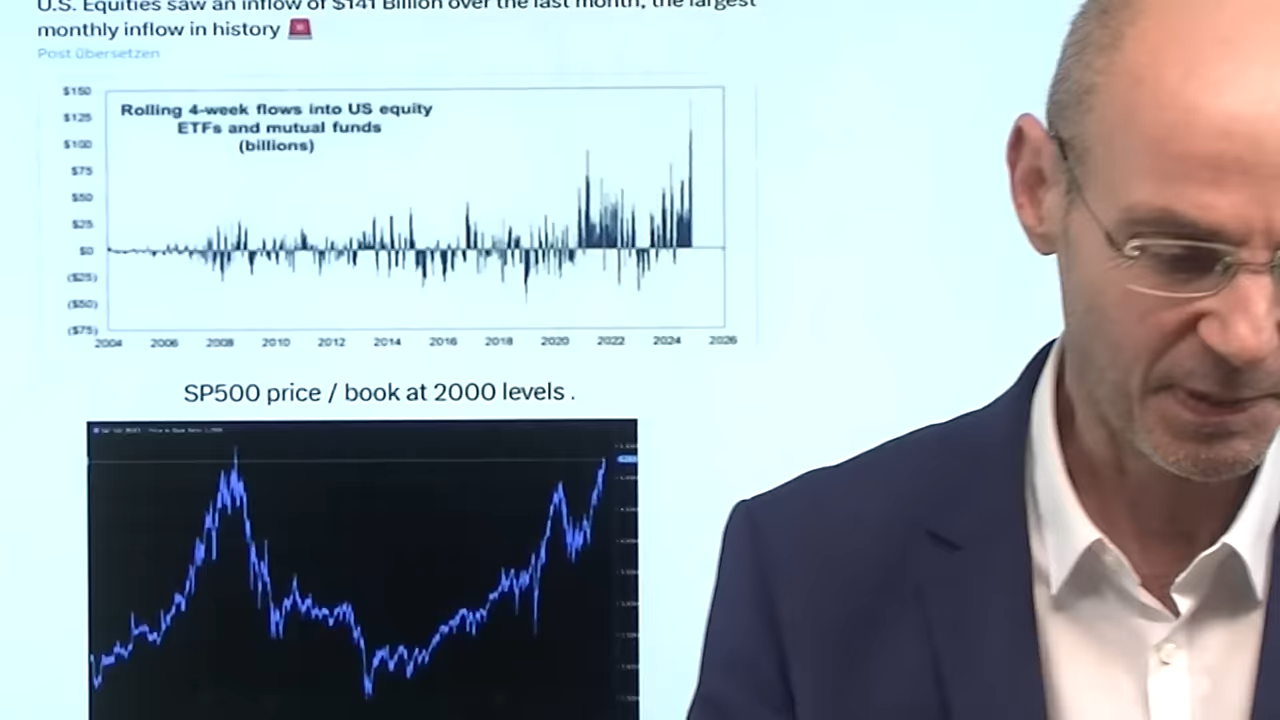 U.S. Equities saw an inflow of $141 Billion over the last month, the largest
monthly inflow in history
Post übersetzen
Rolling 4-week flows into US equity
ETFs and mutual funds
(billions)
$150
$125
$100
$75
$50
$25
$0
($25)
($50)
($75)
2004 2006 2008 2010 2012 2014 2016 2018 2020 2022 2024 2026
SP500 price / book at 2000 levels .